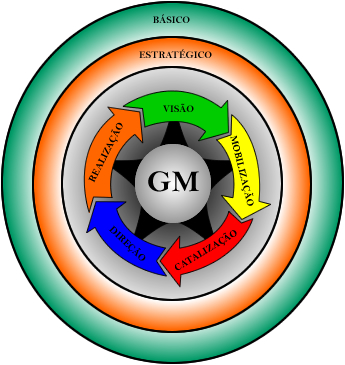 BÁSICO
ESTRATÉGICO
VISÃO
MOBILIZAÇÃO
CATALIZAÇÃO
DIREÇÃO
REALIZAÇÃO
GM